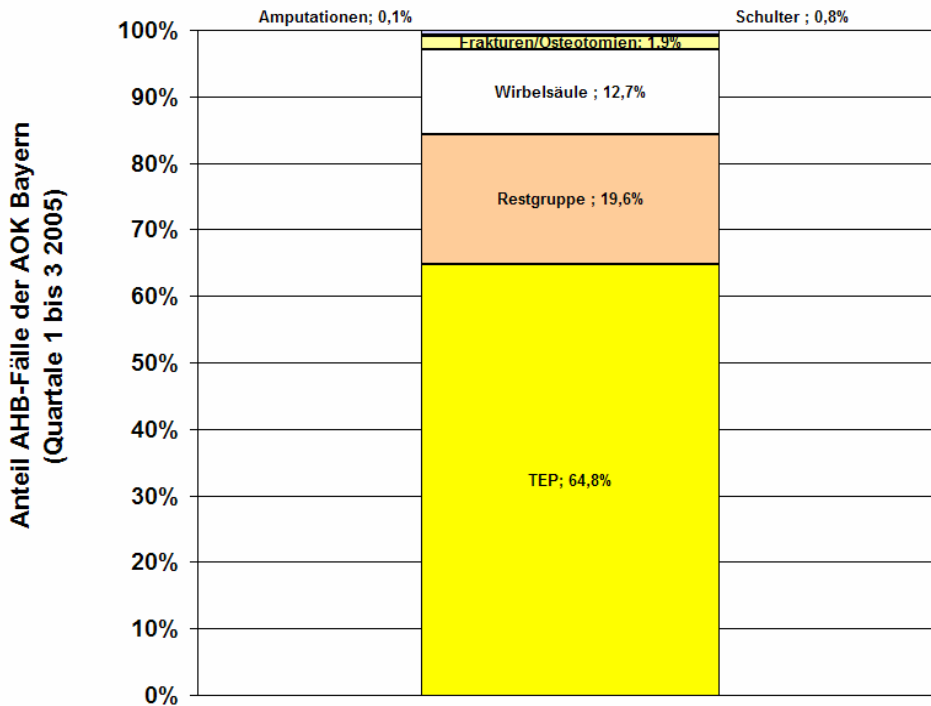 Amputationen; 0,1%
Schulter ; 0,8%
100%
Frakturen/Osteotomien; 1,9%
90%
Wirbelsäule ; 12,7%
80%
Restgruppe ; 19,6%
70%
60%
50%
40%
TEP; 64,8%
30%
20%
10%
0%
Anteil AHB-Fälle der AOK Bayern
(Quartale 1 bis 3 2005)